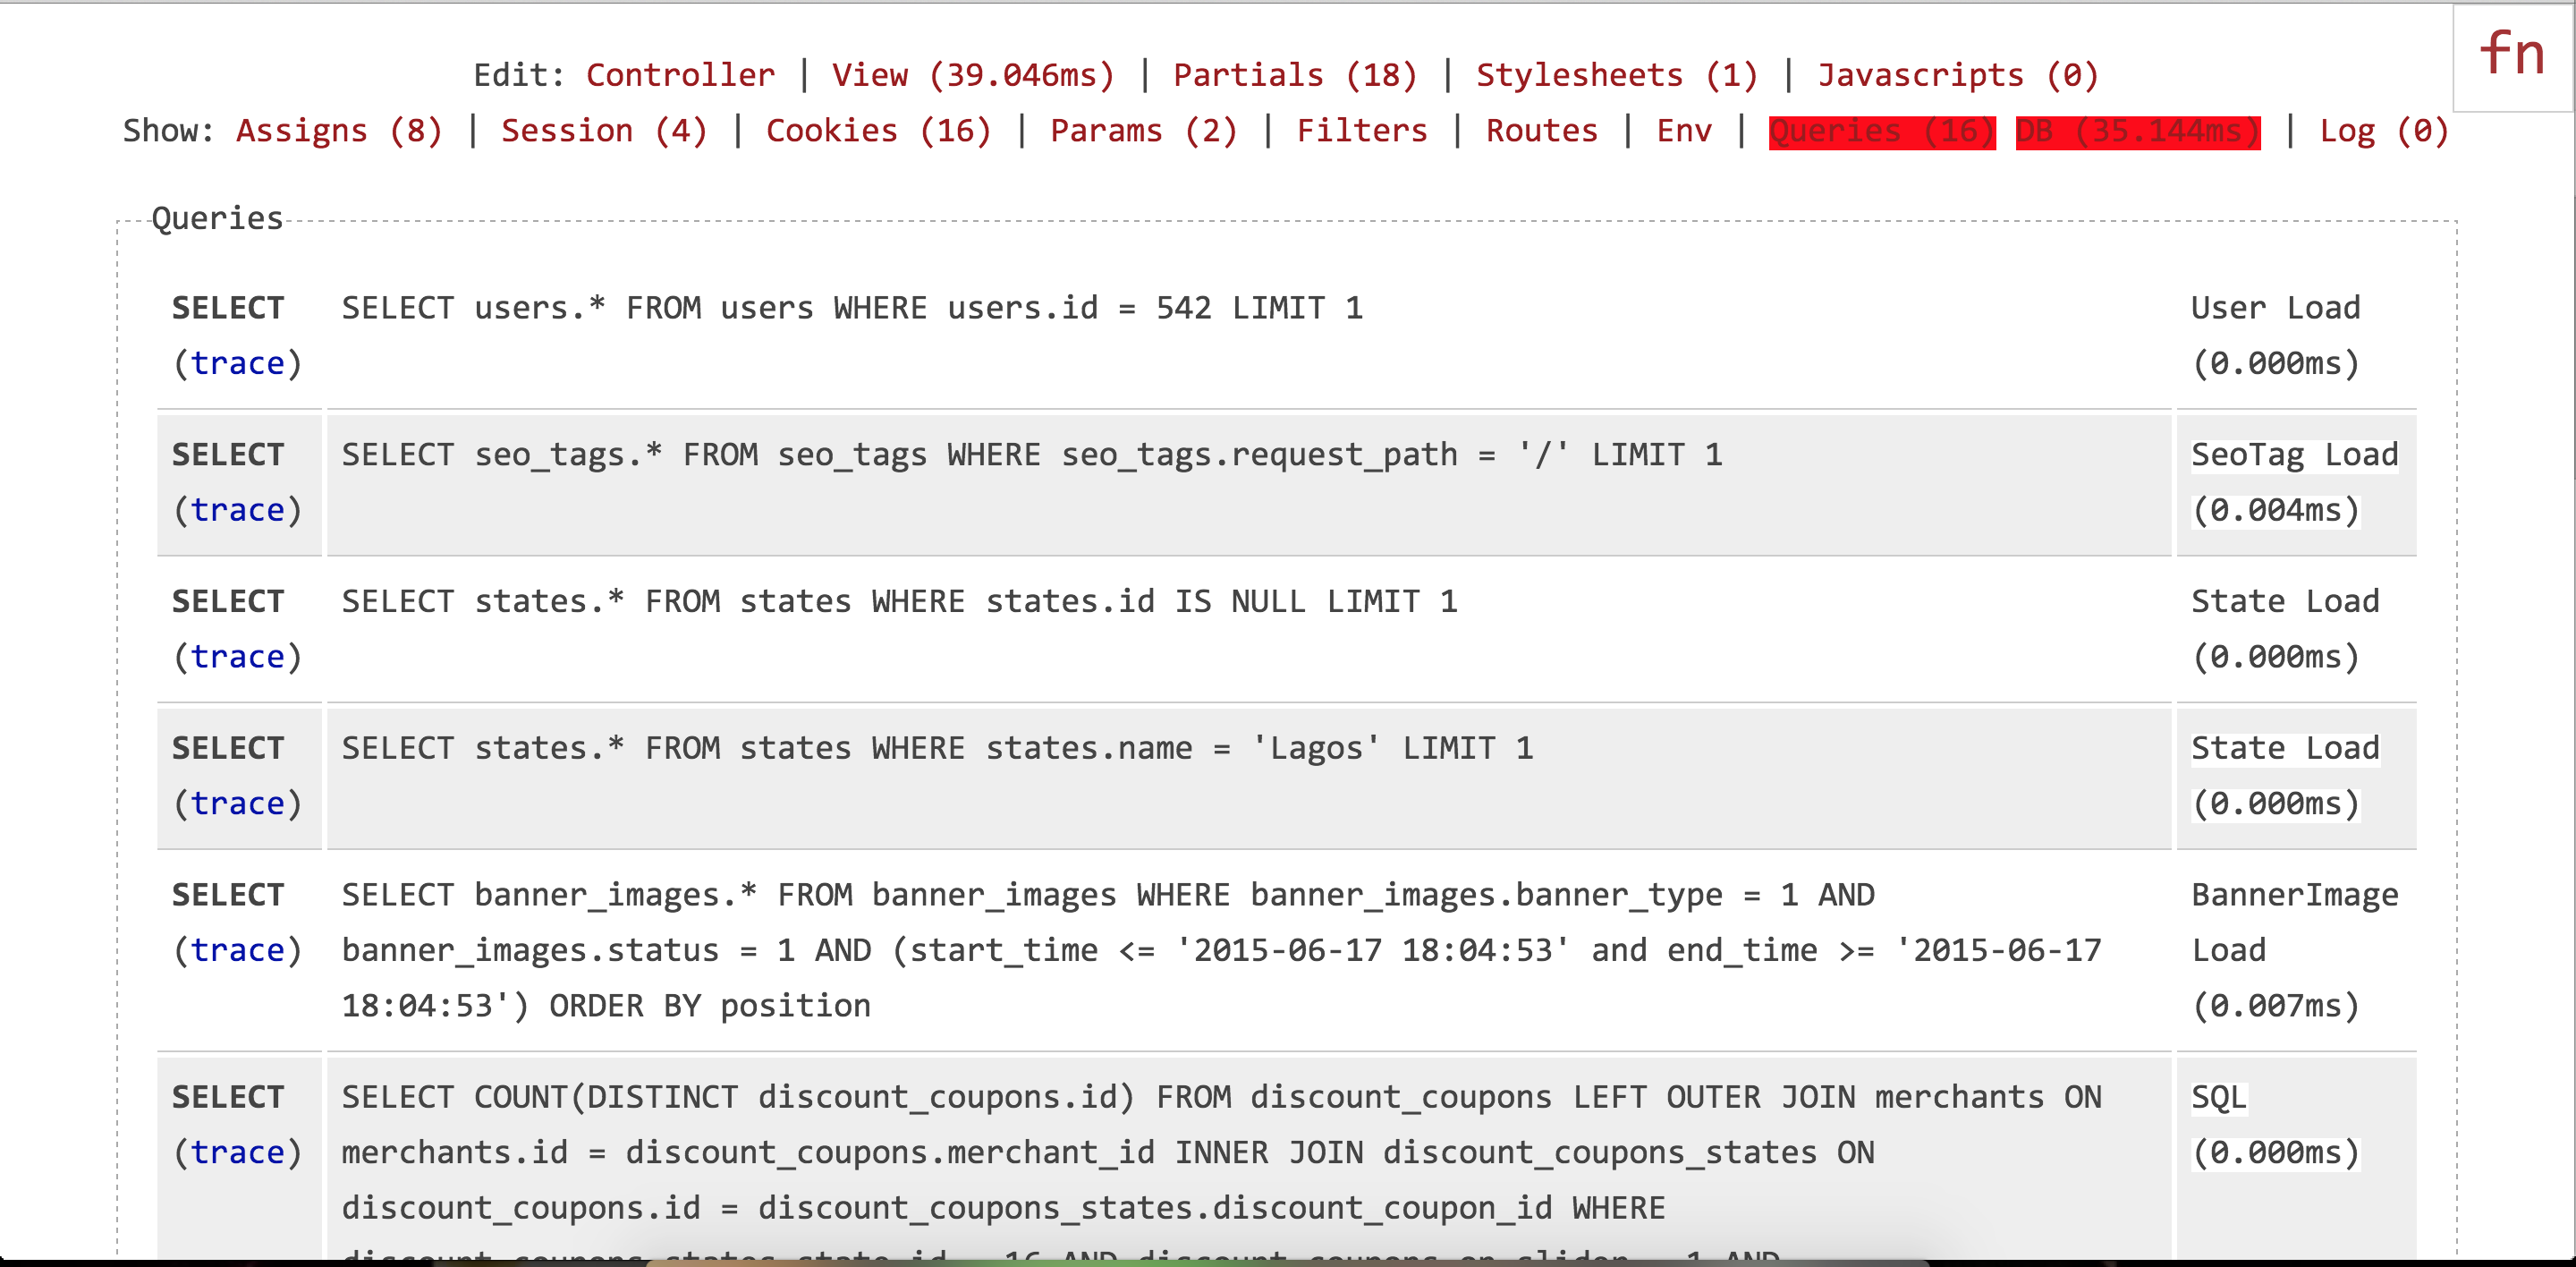 fn
Edit: Controller | View (39.046ms) | Partials (18) | Stylesheets (1) | Javascripts (0)
Show: Assigns (8) | Session (4) | Cookies (16) | Params (2) | Filters | Routes | Env | Queries (16) DB (35.144ms) | Log (0)
Queries
SELECT SELECT users.* FROM users WHERE users.id = 542 LIMIT 1 User Load
(trace) (0.000ms)
SELECT SELECT seo_tags.* FROM seo_tags WHERE seo_tags.request_path = '/' LIMIT 1 SeoTag Load
(trace) (0.004ms)
SELECT SELECT states.* FROM states WHERE states.id IS NULL LIMIT 1 State Load
(trace) (0.000ms)
SELECT SELECT states.* FROM states WHERE states.name = 'Lagos' LIMIT 1 State Load
(trace) (0.000ms)
SELECT SELECT banner_images.* FROM banner_images WHERE banner_images.banner_type = 1 AND BannerImage
(trace) banner_images.status = 1 AND (start_time <= '2015-06-17 18:04:53' and end_time >= '2015-06-17 Load
18:04:53') ORDER BY position (0.007ms)
SELECT SELECT COUNT(DISTINCT discount_coupons.id) FROM discount_coupons LEFT OUTER JOIN merchants ON SQL
(trace) merchants.id = discount_coupons.merchant_id INNER JOIN discount_coupons_states ON (0.000ms)
discount_coupons.id = discount_coupons_states.discount_coupon_id WHERE